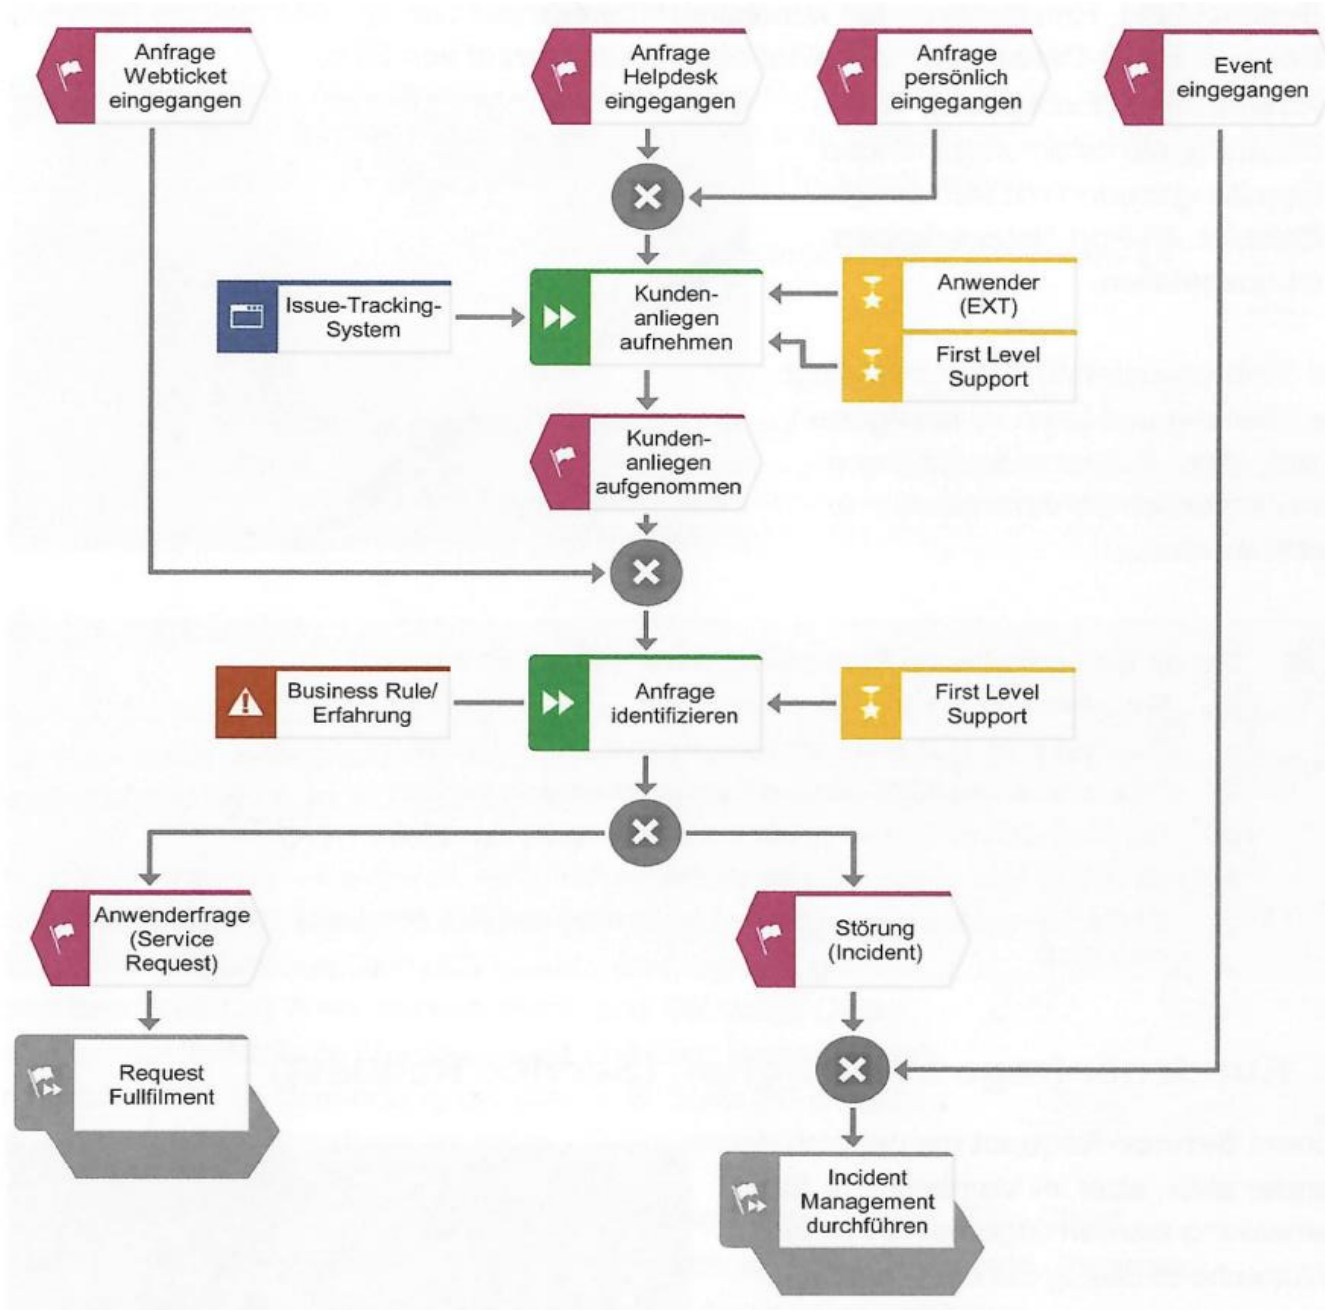 Anfrage
Webticket
eingegangen
Anfrage
Helpdesk
eingegangen
Anfrage
persönlich
eingegangen
Event
eingegangen
Issue-Tracking-
System
Kunden-
anliegen
aufnehmen
Anwender
(EXT)
First Level
Support
Kunden-
anliegen
aufgenommen
Business Rule/
Erfahrung
Anfrage
identifizieren
First Level
Support
Anwenderfrage
(Service
Request)
Störung
(Incident)
Request
Fullfilment
Incident
Management
durchführen